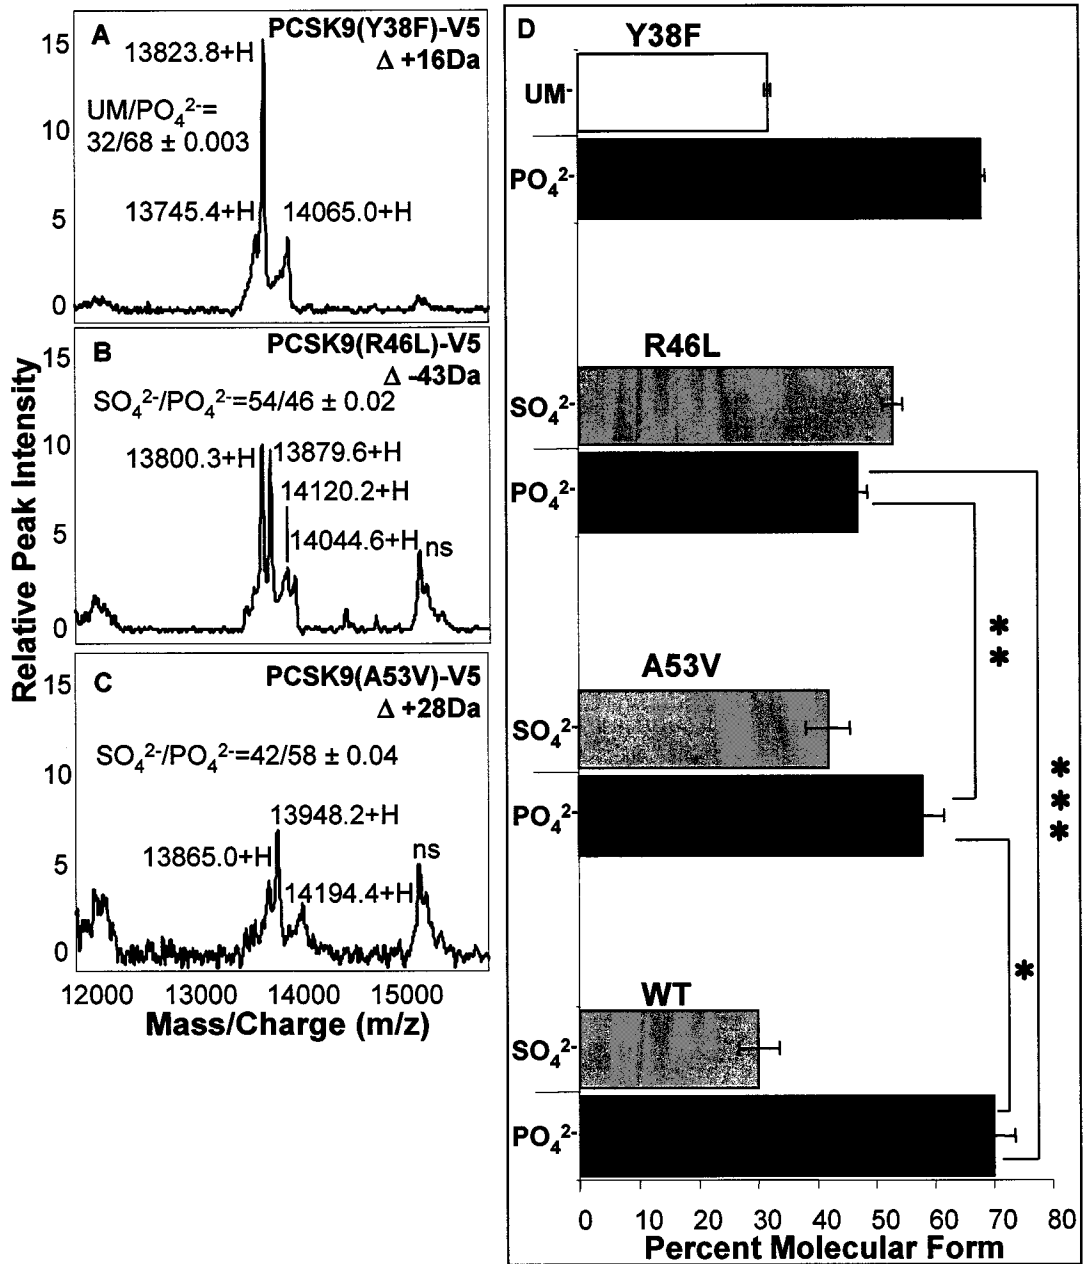 A
PCSK9(Y38F)-V5
Δ +16Da
15
13823.8+H
UM/PO₄²⁻=
32/68 ± 0.003
10
13745.4+H
14065.0+H
5
0
B
PCSK9(R46L)-V5
Δ -43Da
15
SO₄²⁻/PO₄²⁻=54/46 ± 0.02
10
13800.3+H
13879.6+H
14120.2+H
14044.6+H
ns
5
0
C
PCSK9(A53V)-V5
Δ +28Da
15
SO₄²⁻/PO₄²⁻=42/58 ± 0.04
10
13948.2+H
13865.0+H
14194.4+H
ns
5
0
Relative Peak Intensity
12000 13000 14000 15000
Mass/Charge (m/z)
D
Y38F
UM⁻
PO₄²⁻
R46L
SO₄²⁻
PO₄²⁻
**
A53V
SO₄²⁻
PO₄²⁻
***
*
WT
SO₄²⁻
PO₄²⁻
0 10 20 30 40 50 60 70 80
Percent Molecular Form